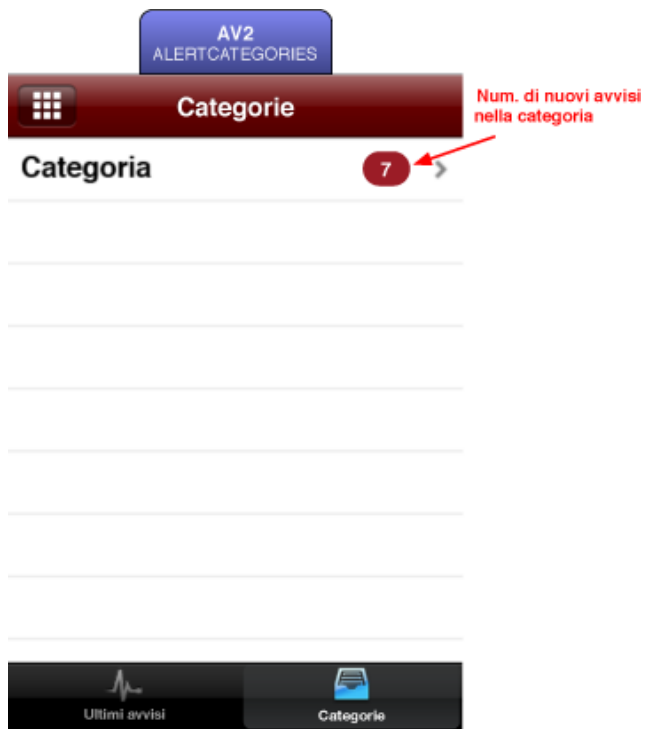 AV2
ALERTCATEGORIES
Categorie
Num. di nuovi avvisi
nella categoria
Categoria
7
Ultimi avvisi
Categorie